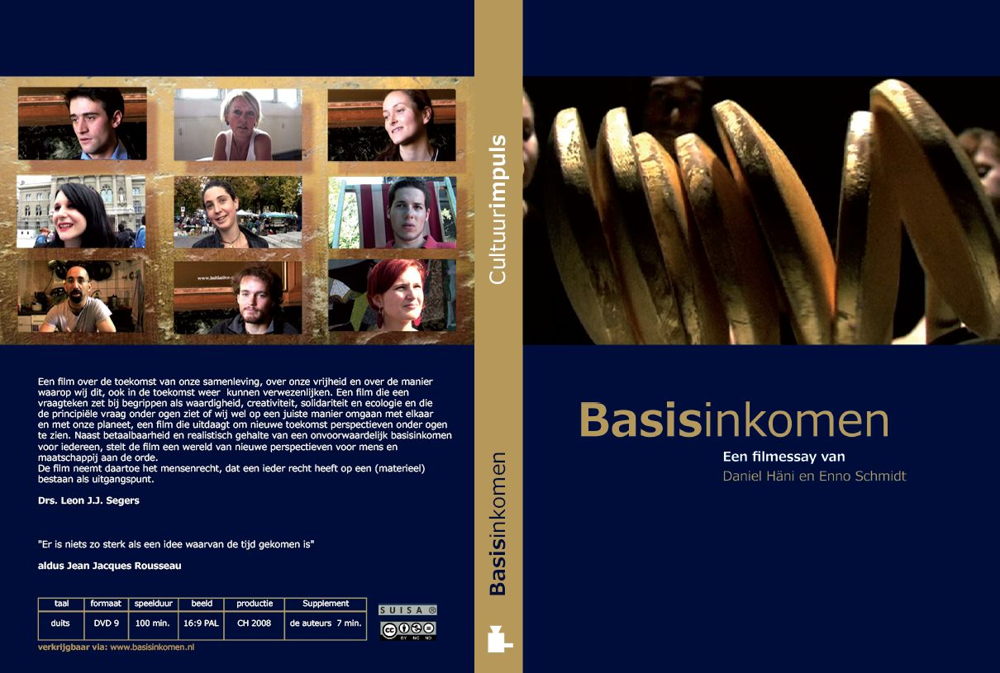 www.initiative-
Een film over de toekomst van onze samenleving, over onze vrijheid en over de manier
waarop wij dit, ook in de toekomst weer  kunnen verwezenlijken. Een film die een
vraagteken zet bij begrippen als waardigheid, creativiteit, solidariteit en ecologie en die
de principiële vraag onder ogen ziet of wij wel op een juiste manier omgaan met elkaar
en met onze planeet, een film die uitdaagt om nieuwe toekomst perspectieven onder ogen
te zien. Naast betaalbaarheid en realistisch gehalte van een onvoorwaardelijk basisinkomen
voor iedereen, stelt de film een wereld van nieuwe perspectieven voor mens en
maatschappij aan de orde.
De film neemt daartoe het mensenrecht, dat een ieder recht heeft op een (materieel)
bestaan als uitgangspunt.
Drs. Leon J.J. Segers
"Er is niets zo sterk als een idee waarvan de tijd gekomen is"
aldus Jean Jacques Rousseau
taal formaat speelduur beeld productie Supplement
duits DVD 9 100 min. 16:9 PAL CH 2008 de auteurs  7 min.
verkrijgbaar via: www.basisinkomen.nl
SUISA ®
cc BY NC ND
Cultuurimpuls
Basisinkomen
Basisinkomen
Een filmessay van
Daniel Häni en Enno Schmidt